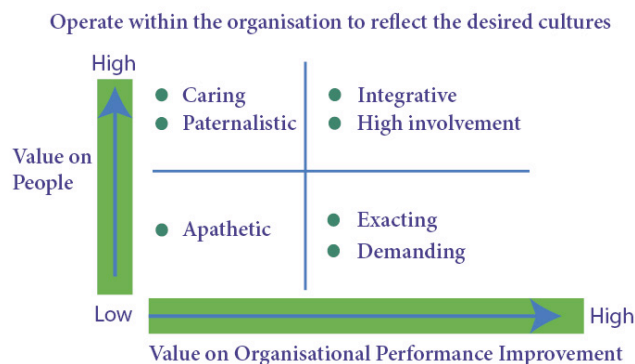 Operate within the organisation to reflect the desired cultures
High
Caring
Paternalistic
Integrative
High involvement
Value on
People
Apathetic
Exacting
Demanding
Low
High
Value on Organisational Performance Improvement